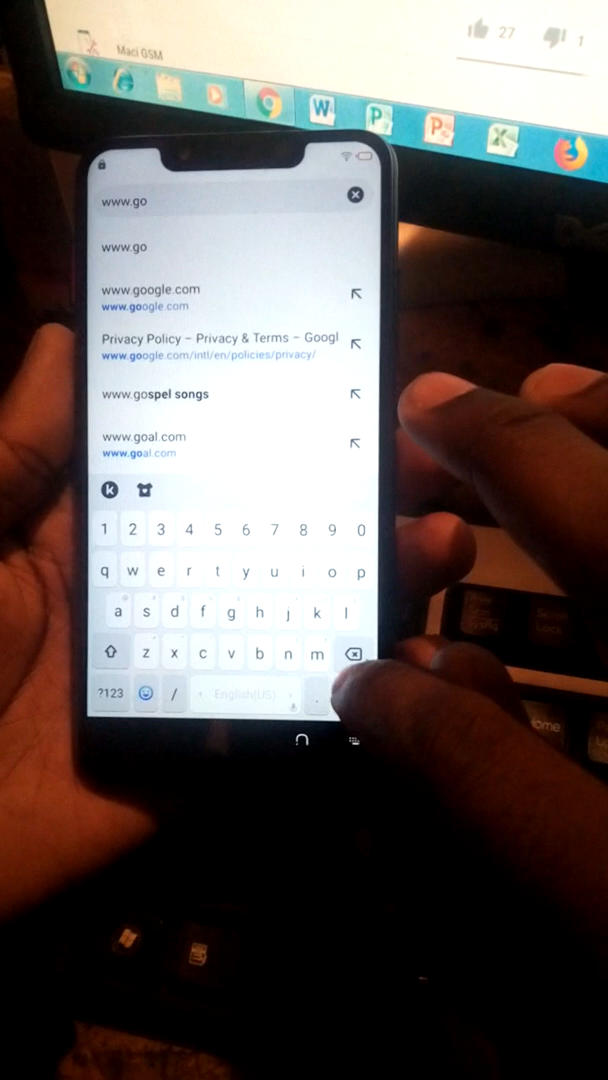 27
1
Maci GSM
www.go
www.go
www.google.com
www.google.com
Privacy Policy – Privacy & Terms – Googl
www.google.com/intl/en/policies/privacy/
www.gospel songs
www.goal.com
www.goal.com
1 2 3 4 5 6 7 8 9 0
q w e r t y u i o p
a s d f g h j k l
z x c v b n m
?123 / English(US) .
Home